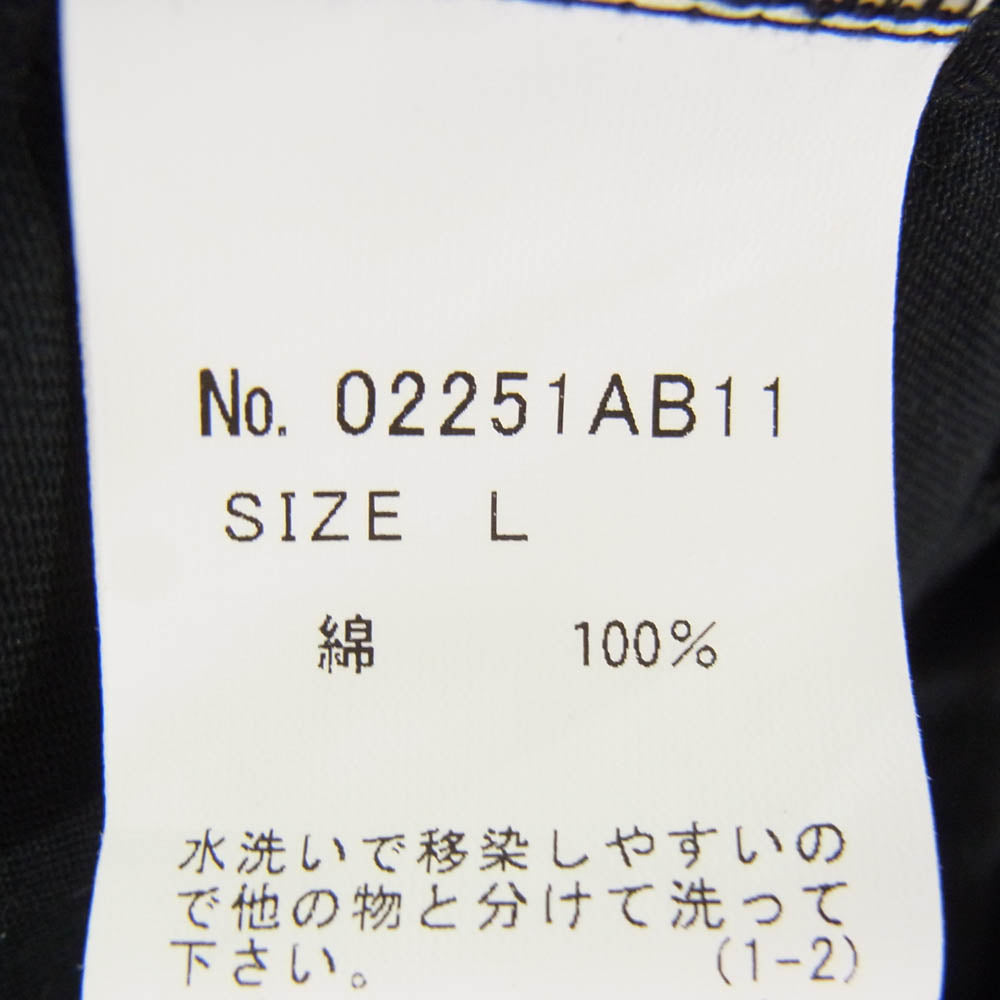 No. 02251AB11
SIZE L
綿 100%
水洗いで移染しやすいの
で他の物と分けて洗って
下さい。 (1-2)